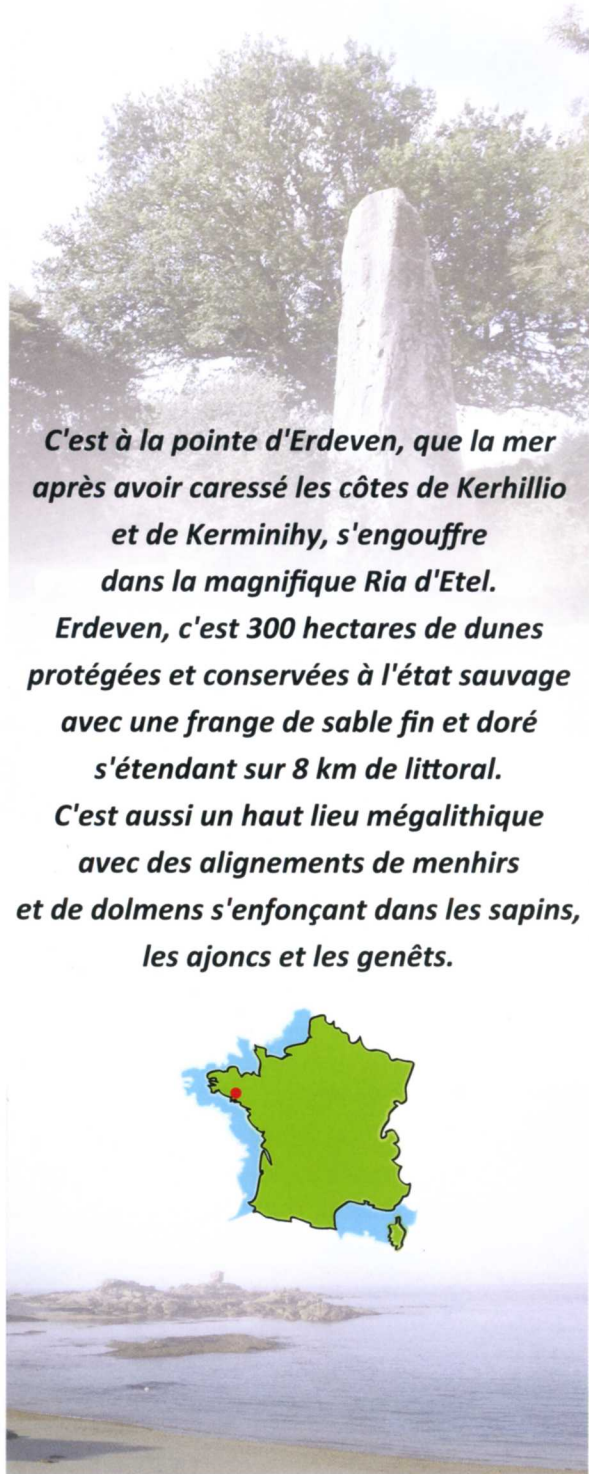 C'est à la pointe d'Erdeven, que la mer
après avoir caressé les côtes de Kerhillio
et de Kerminihy, s'engouffre
dans la magnifique Ria d'Etel.
Erdeven, c'est 300 hectares de dunes
protégées et conservées à l'état sauvage
avec une frange de sable fin et doré
s'étendant sur 8 km de littoral.
C'est aussi un haut lieu mégalithique
avec des alignements de menhirs
et de dolmens s'enfonçant dans les sapins,
les ajoncs et les genêts.